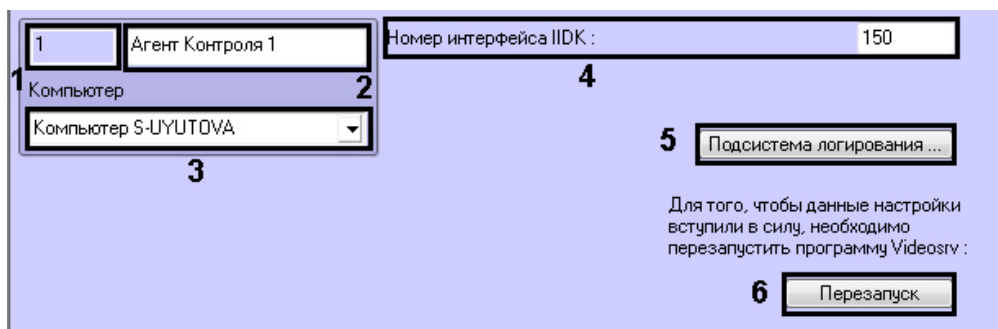 1 Агент Контроля 1 Номер интерфейса IIDK : 150
1 2 4
Компьютер
Компьютер S-UYUTOVA
3
5 Подсистема логирования ...
Для того, чтобы данные настройки
вступили в силу, необходимо
перезапустить программу Videosrv :
6 Перезапуск